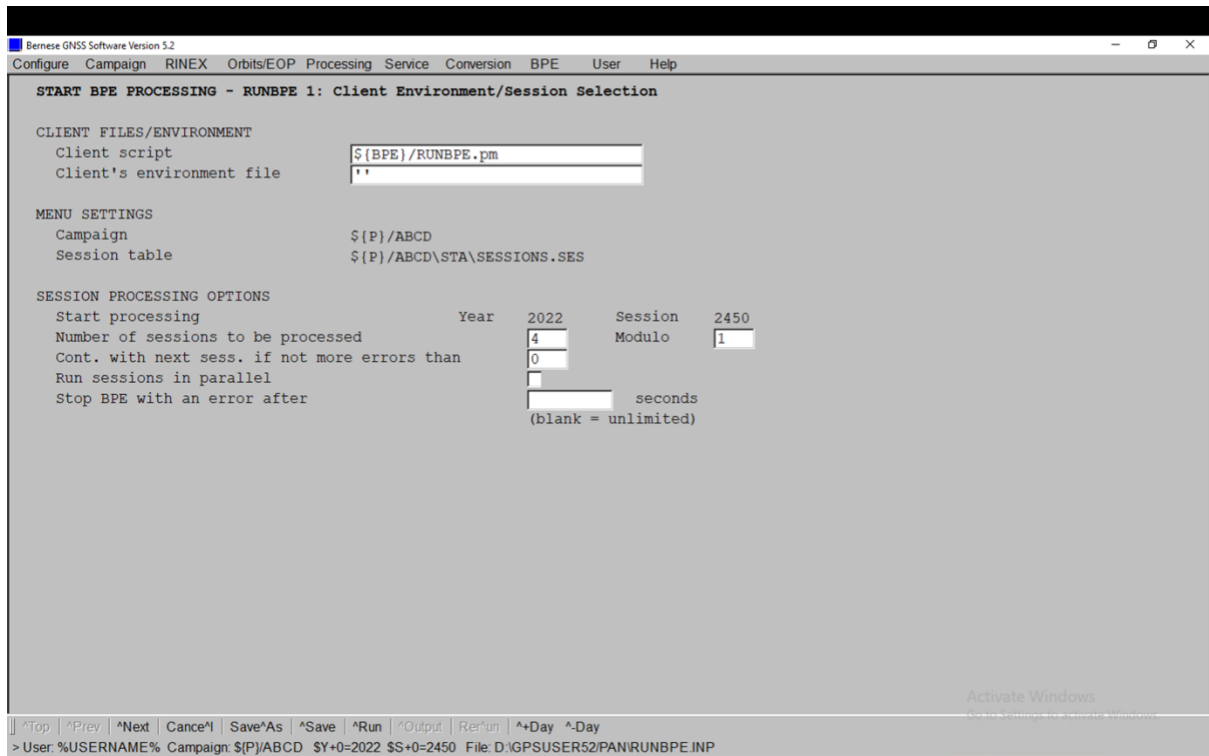 Bernese GNSS Software Version 5.2
Configure Campaign RINEX Orbits/EOP Processing Service Conversion BPE User Help
START BPE PROCESSING - RUNBPE 1: Client Environment/Session Selection
CLIENT FILES/ENVIRONMENT
Client script ${BPE}/RUNBPE.pm
Client's environment file ''
MENU SETTINGS
Campaign ${P}/ABCD
Session table ${P}/ABCD\STA\SESSIONS.SES
SESSION PROCESSING OPTIONS
Start processing Year 2022 Session 2450
Number of sessions to be processed 4 Modulo 1
Cont. with next sess. if not more errors than 0
Run sessions in parallel
Stop BPE with an error after seconds
(blank = unlimited)
Activate Windows
Go to Settings to activate Windows.
^Top | ^Prev | ^Next | Cance^l | Save^As | ^Save | ^Run | ^Output | Rer^un | ^+Day ^-Day
> User: %USERNAME% Campaign: ${P}/ABCD $Y+0=2022 $S+0=2450 File: D:\GPSUSER52/PAN\RUNBPE.INP